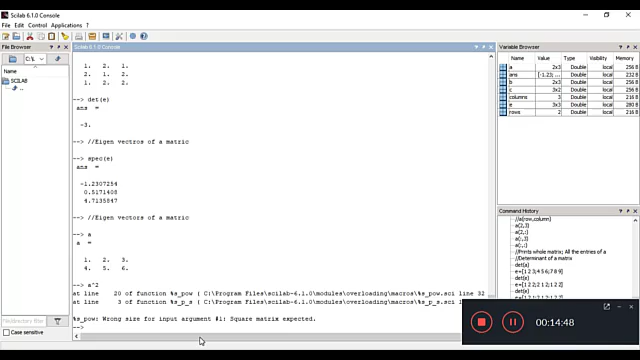 Scilab 6.1.0 Console
File Edit Control Applications ?
File Browser
Scilab 6.1.0 Console
Variable Browser
C:\
Name
SCILAB
..
1. 2. 1.
2. 1. 2.
1. 2. 2.
--> det(e)
ans =
-3.
--> //Eigen vectros of a matric
--> spec(e)
ans =
-1.2307254
0.5171408
4.7135847
--> //Eigen vectors of a matric
--> a
a =
1. 2. 3.
4. 5. 6.
--> a^2
at line 20 of function %s_pow ( C:\Program Files\scilab-6.1.0\modules\overloading\macros\%s_pow.sci line 32
at line 3 of function %s_p_s ( C:\Program Files\scilab-6.1.0\modules\overloading\macros\%s_p_s.sci l
%s_pow: Wrong size for input argument #1: Square matrix expected.
-->
Name Value Type Visibility Memory
a 2x3 Double local 256 B
ans [-1.23; ... Double local 232 B
b 2x3 Double local 256 B
c 3x2 Double local 256 B
columns 3 Double local 216 B
e 3x3 Double local 280 B
rows 2 Double local 216 B
Command History
//a(row,column)
a(2,3)
a(2,:)
a(:,3)
a(:,:)
//Prints whole matrix; All the entries of a
//Determinant of a matrix
det(a)
e=[1 2 3;4 5 6;7 8 9]
det(e)
e=[1 2 2;2 1 2;1 2 2]
det(e)
Case sensitive
00:14:48